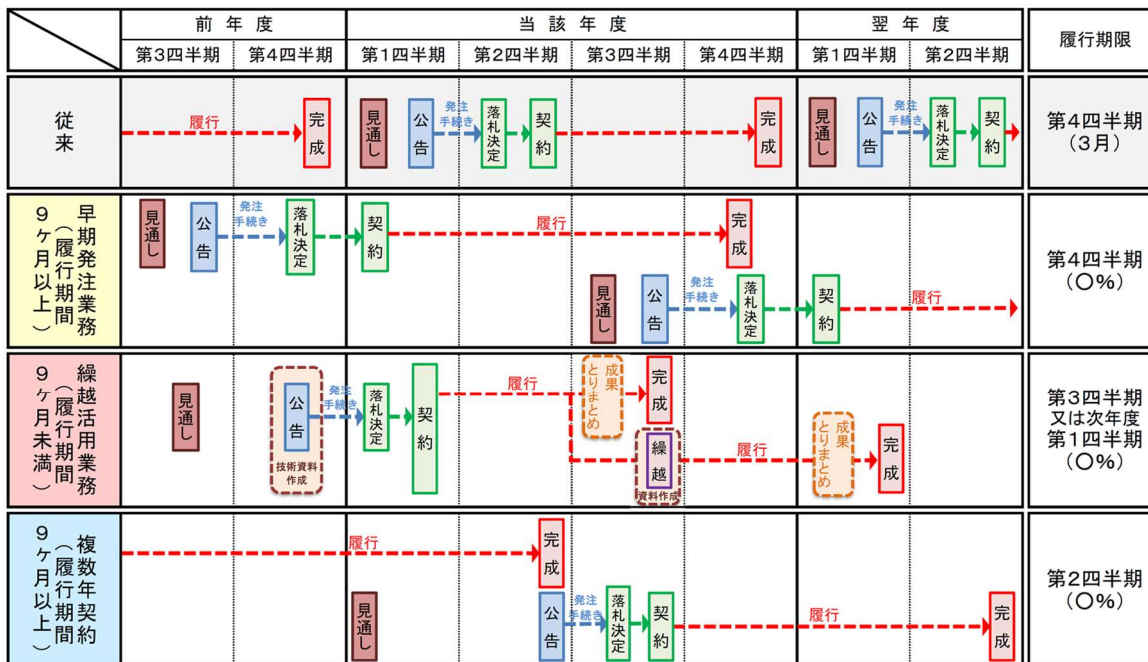 前年度
当該年度
翌年度
履行期限
第3四半期
第4四半期
第1四半期
第2四半期
第3四半期
第4四半期
第1四半期
第2四半期
従来
履行
完成
見通し
公告
発注
手続き
落札決定
契約
履行
完成
見通し
公告
発注
手続き
落札決定
契約
第4四半期
(3月)
早期発注業務
(履行期間
9ヶ月以上)
見通し
公告
発注
手続き
落札決定
契約
履行
完成
見通し
公告
発注
手続き
落札決定
契約
履行
第4四半期
(〇%)
繰越活用業務
(履行期間
9ヶ月未満)
見通し
公告
技術資料
作成
発注
手続き
落札決定
契約
履行
成果
とりまとめ
完成
繰越
資料作成
履行
成果
とりまとめ
完成
第3四半期
又は次年度
第1四半期
(〇%)
複数年契約
(履行期間
9ヶ月以上)
履行
完成
見通し
公告
発注
手続き
落札決定
契約
履行
完成
第2四半期
(〇%)